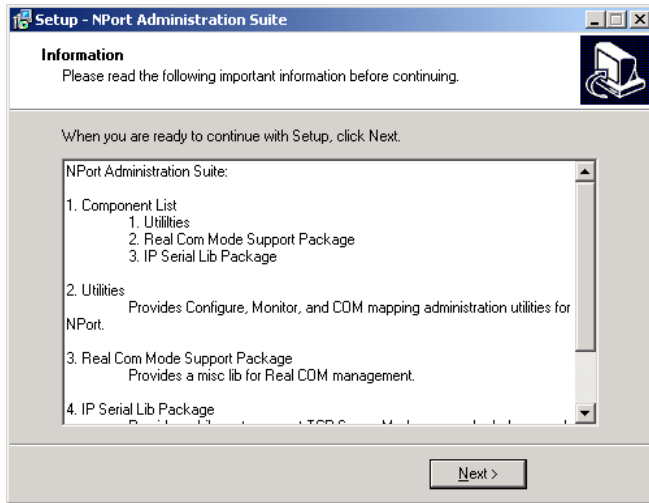 Setup - NPort Administration Suite
Information
Please read the following important information before continuing.
When you are ready to continue with Setup, click Next.
NPort Administration Suite:
1. Component List
1. Utililties
2. Real Com Mode Support Package
3. IP Serial Lib Package
2. Utilities
Provides Configure, Monitor, and COM mapping administration utilities for
NPort.
3. Real Com Mode Support Package
Provides a misc lib for Real COM management.
4. IP Serial Lib Package
Next >